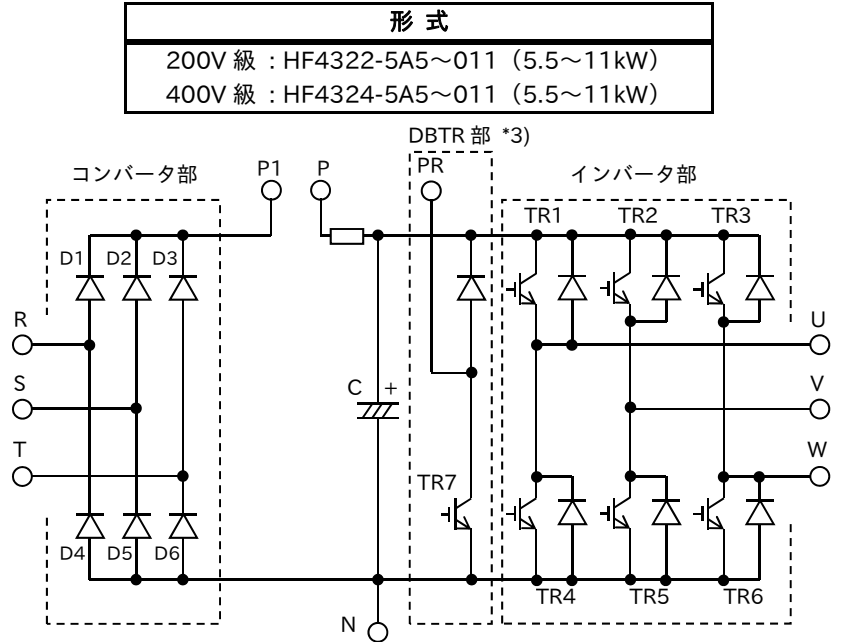 形 式
200V 級 : HF4322-5A5～011（5.5～11kW）
400V 級 : HF4324-5A5～011（5.5～11kW）
DBTR 部 *3)
コンバータ部
P1
P
PR
インバータ部
TR1
TR2
TR3
D1
D2
D3
R
U
S
C
+
V
T
W
TR7
D4
D5
D6
TR4
TR5
TR6
N